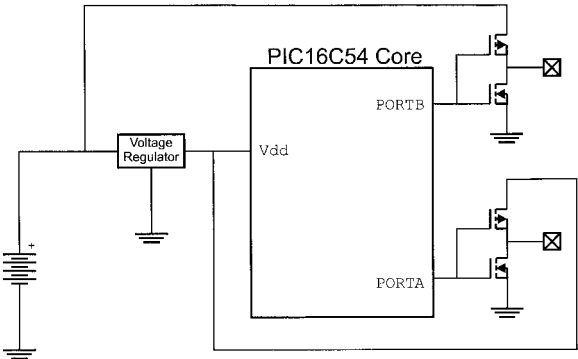 PIC16C54 Core
PORTB
Voltage
Regulator
Vdd
+
PORTA